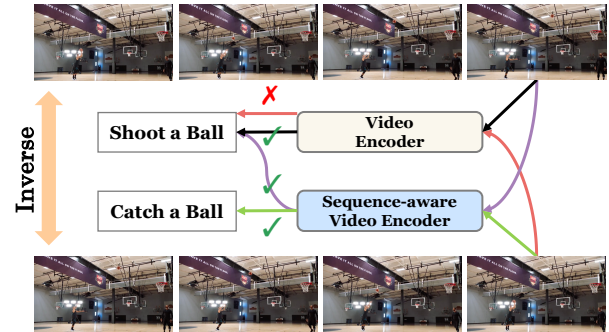 Inverse
✗
Shoot a Ball
✓
Video
Encoder
✓
Catch a Ball
✓
Sequence-aware
Video Encoder